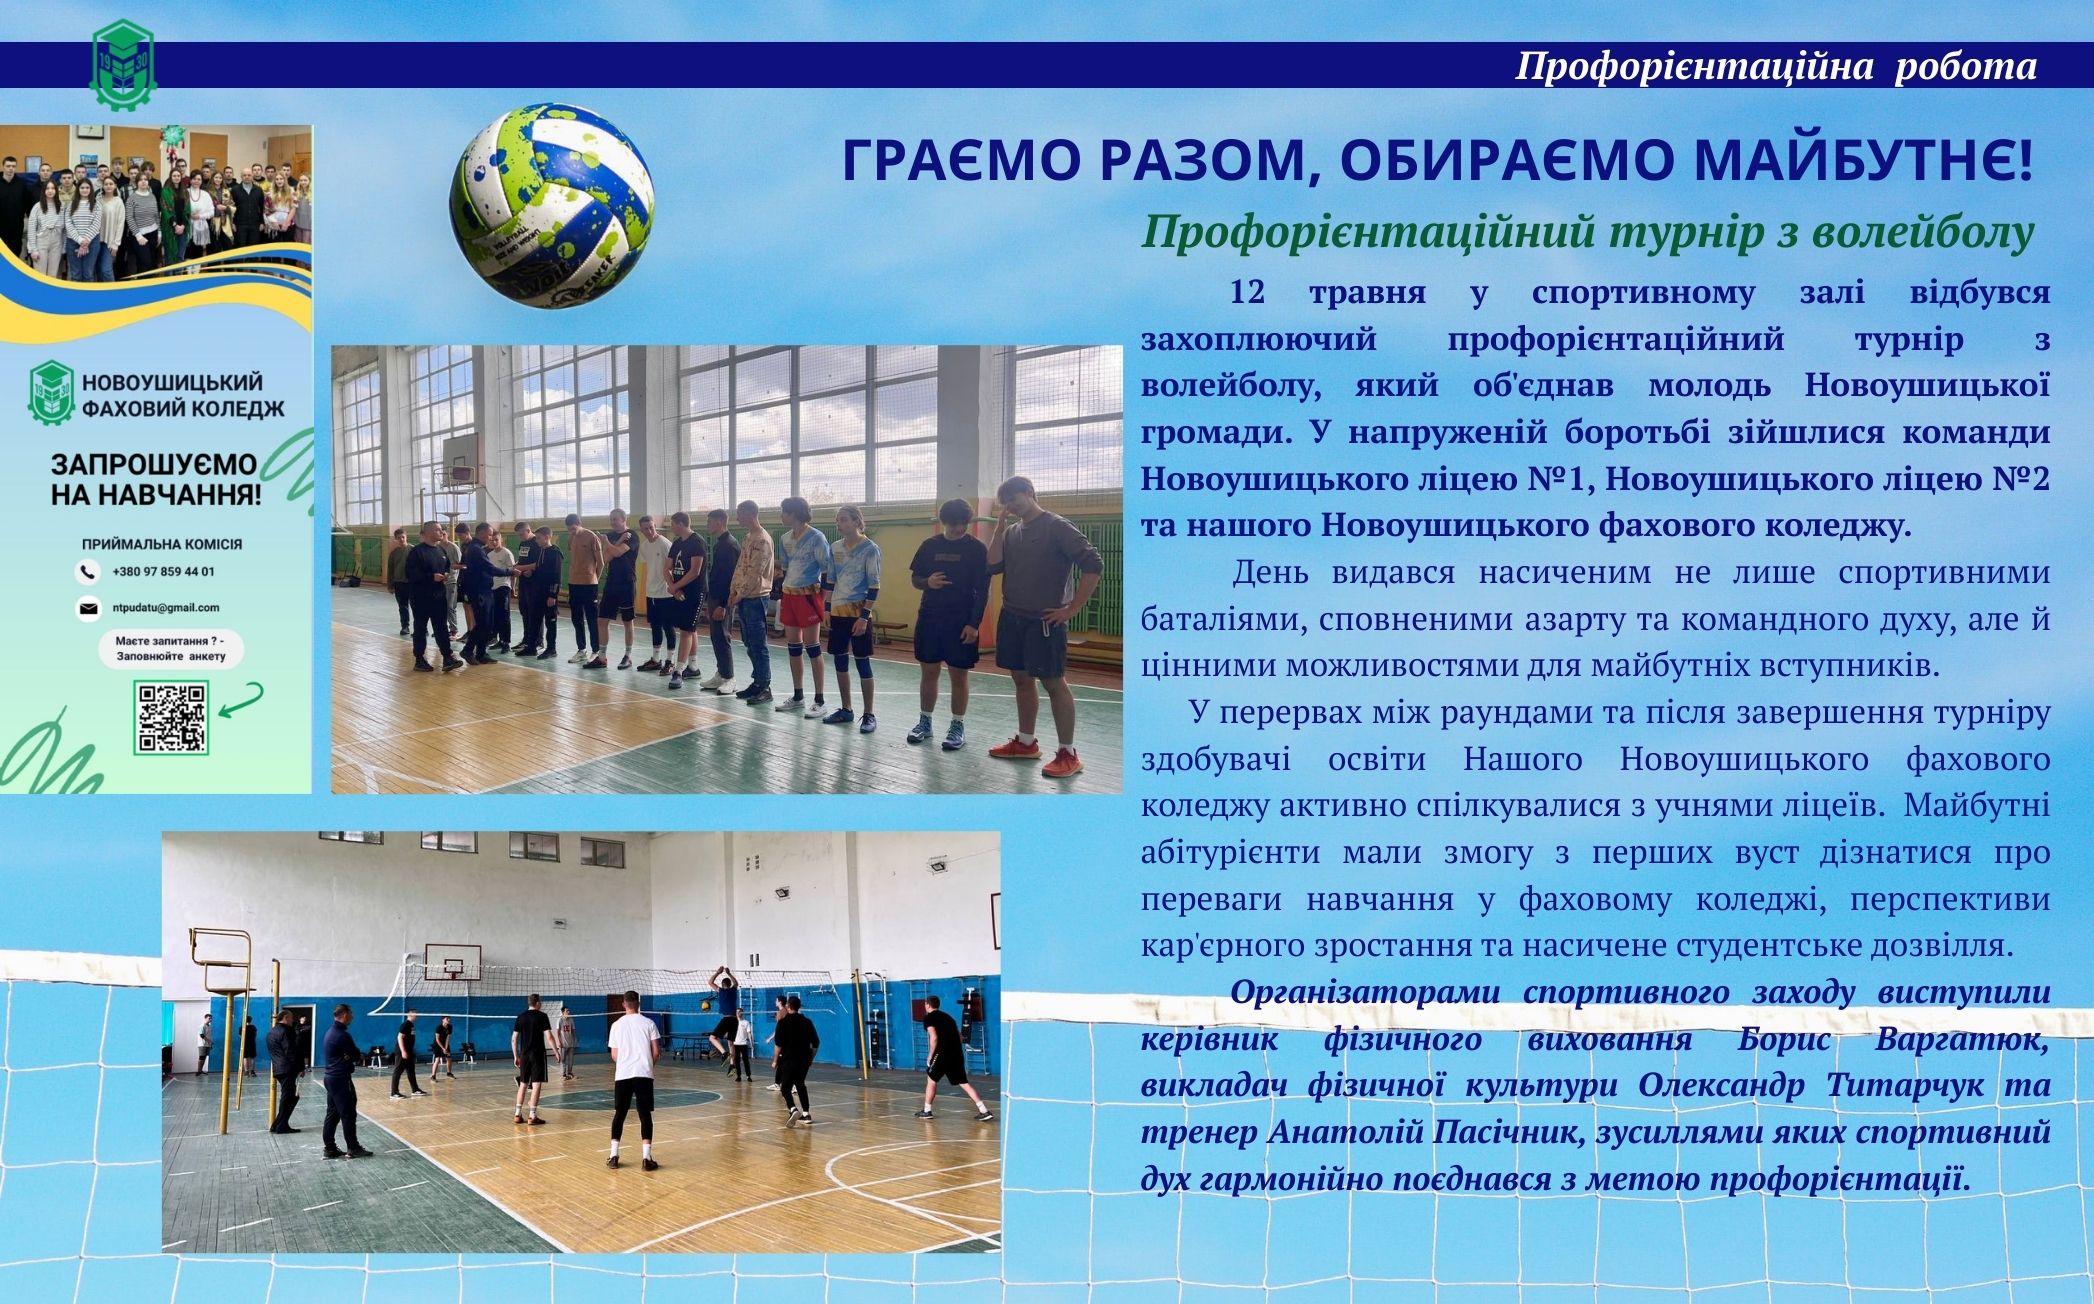 Профорієнтаційна робота
19 30
ГРАЄМО РАЗОМ, ОБИРАЄМО МАЙБУТНЄ!
Профорієнтаційний турнір з волейболу
12 травня у спортивному залі відбувся
захоплюючий профорієнтаційний турнір з
волейболу, який об'єднав молодь Новоушицької
громади. У напруженій боротьбі зійшлися команди
Новоушицького ліцею №1, Новоушицького ліцею №2
та нашого Новоушицького фахового коледжу.
День видався насиченим не лише спортивними
баталіями, сповненими азарту та командного духу, але й
цінними можливостями для майбутніх вступників.
У перервах між раундами та після завершення турніру
здобувачі освіти Нашого Новоушицького фахового
коледжу активно спілкувалися з учнями ліцеїв. Майбутні
абітурієнти мали змогу з перших вуст дізнатися про
переваги навчання у фаховому коледжі, перспективи
кар'єрного зростання та насичене студентське дозвілля.
Організаторами спортивного заходу виступили
керівник фізичного виховання Борис Варгатюк,
викладач фізичної культури Олександр Титарчук та
тренер Анатолій Пасічник, зусиллями яких спортивний
дух гармонійно поєднався з метою профорієнтації.
19 30
НОВОУШИЦЬКИЙ
ФАХОВИЙ КОЛЕДЖ
ЗАПРОШУЄМО
НА НАВЧАННЯ!
ПРИЙМАЛЬНА КОМІСІЯ
+380 97 859 44 01
ntpudatu@gmail.com
Маєте запитання ? -
Заповнюйте анкету
VOLLEYBALL
SIZE AND WEIGHT